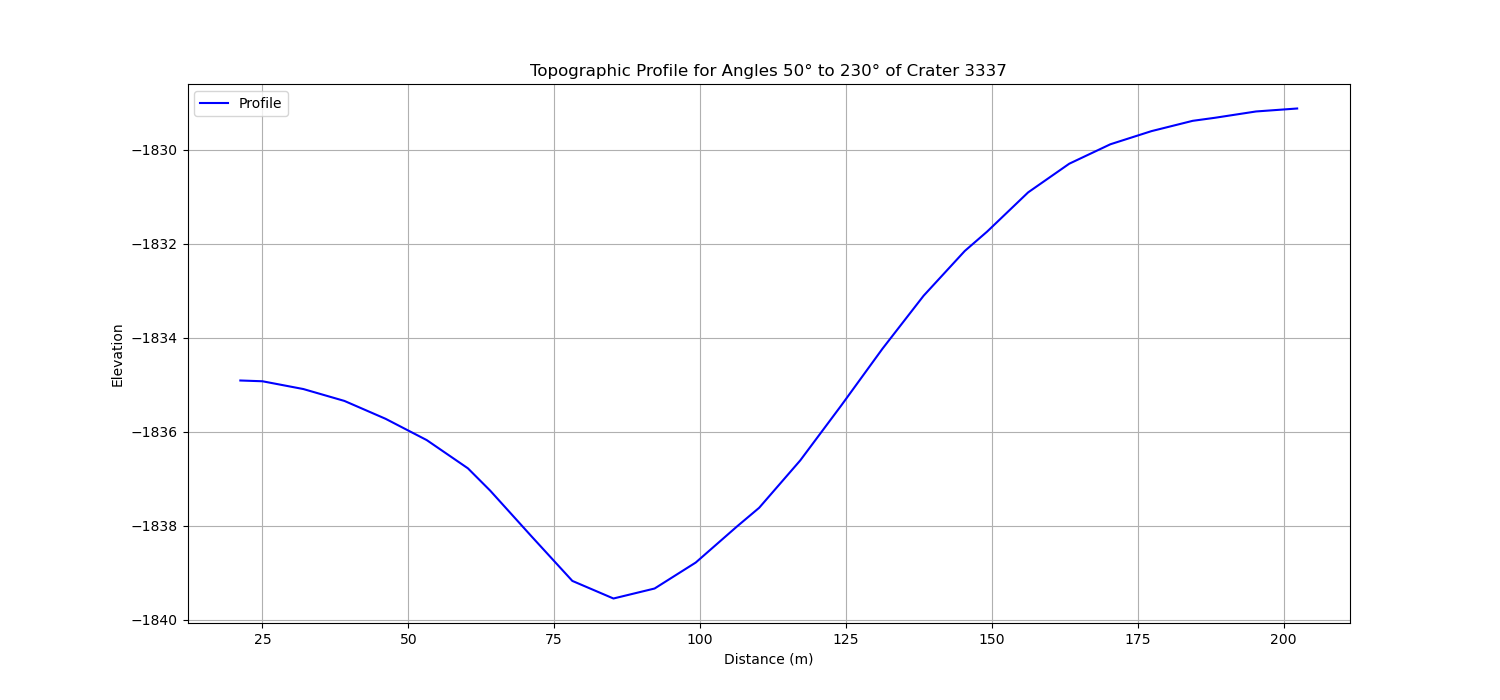 Topographic Profile for Angles 50° to 230° of Crater 3337
Profile
−1830
−1832
−1834
−1836
−1838
−1840
Elevation
25 50 75 100 125 150 175 200
Distance (m)